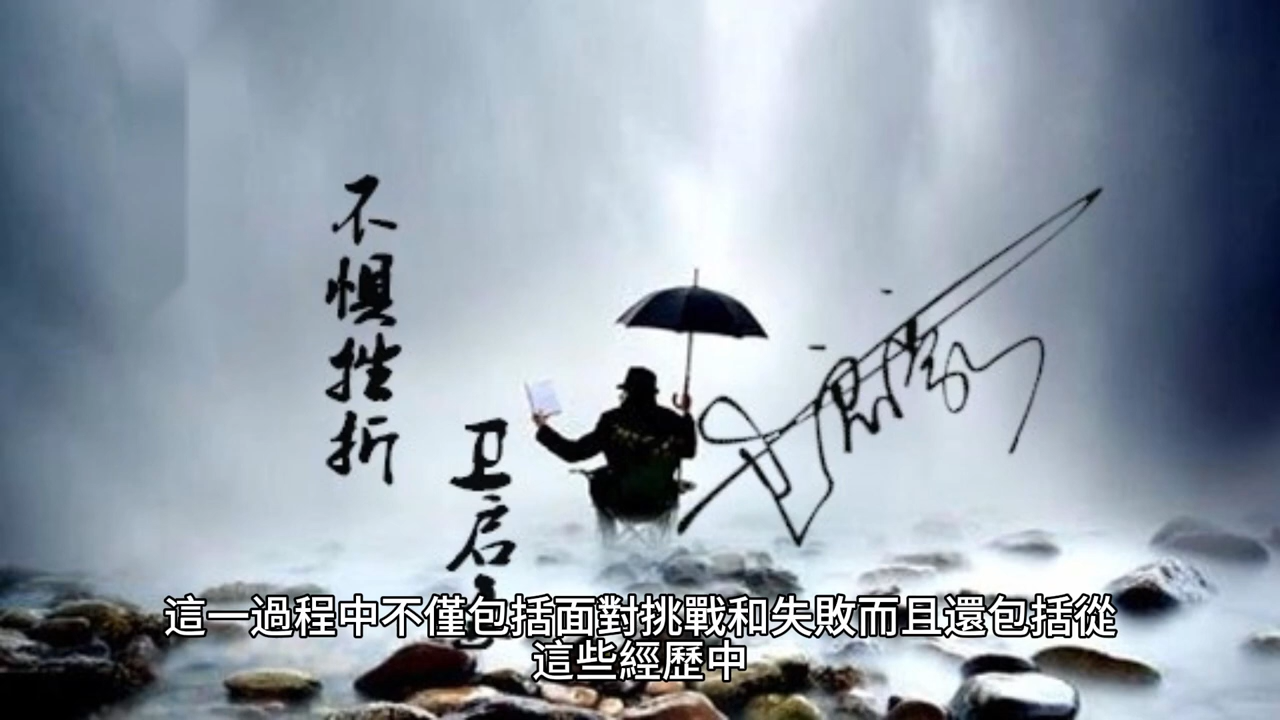 不惧挫折
卫启
這一過程中不僅包括面對挑戰和失敗而且還包括從
這些經歷中